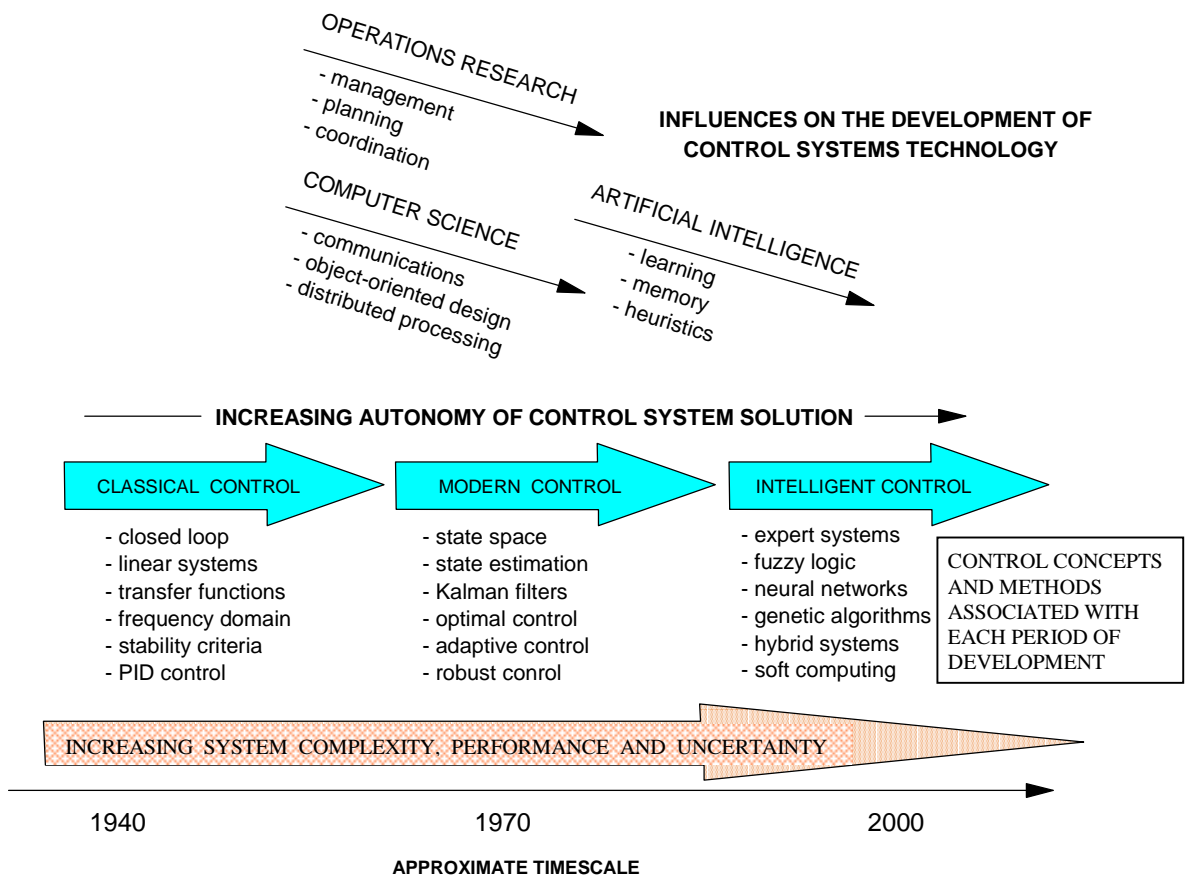 OPERATIONS RESEARCH
- management
- planning
- coordination
INFLUENCES ON THE DEVELOPMENT OF
CONTROL SYSTEMS TECHNOLOGY
COMPUTER SCIENCE
- communications
- object-oriented design
- distributed processing
ARTIFICIAL INTELLIGENCE
- learning
- memory
- heuristics
INCREASING AUTONOMY OF CONTROL SYSTEM SOLUTION
CLASSICAL CONTROL
- closed loop
- linear systems
- transfer functions
- frequency domain
- stability criteria
- PID control
MODERN CONTROL
- state space
- state estimation
- Kalman filters
- optimal control
- adaptive control
- robust conrol
INTELLIGENT CONTROL
- expert systems
- fuzzy logic
- neural networks
- genetic algorithms
- hybrid systems
- soft computing
CONTROL CONCEPTS
AND METHODS
ASSOCIATED WITH
EACH PERIOD OF
DEVELOPMENT
INCREASING SYSTEM COMPLEXITY, PERFORMANCE AND UNCERTAINTY
1940 1970 2000
APPROXIMATE TIMESCALE